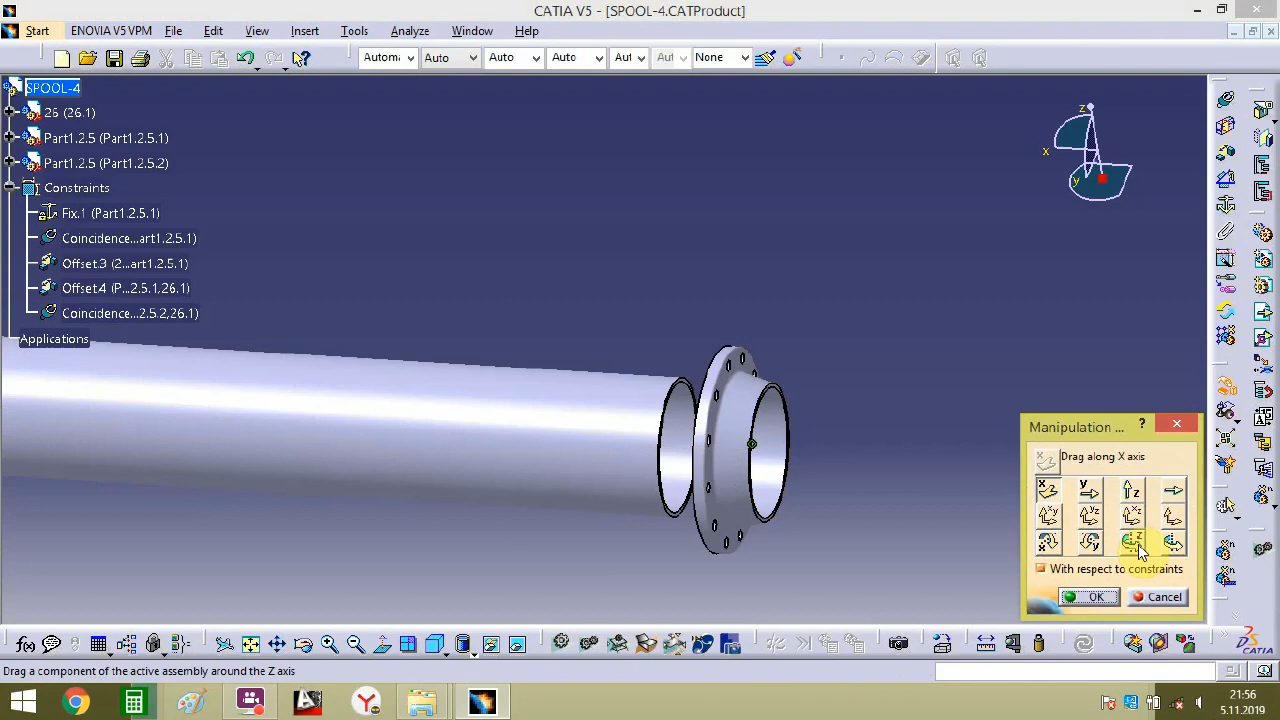 CATIA V5 - [SPOOL-4.CATProduct]
Start ENOVIA V5 VPM File Edit View Insert Tools Analyze Window Help
Automa Auto Auto Auto Aut Aut None
SPOOL-4
26 (26.1)
Part1.2.5 (Part1.2.5.1)
Part1.2.5 (Part1.2.5.2)
Constraints
Fix.1 (Part1.2.5.1)
Coincidence...art1.2.5.1)
Offset.3 (2...art1.2.5.1)
Offset.4 (P...2.5.1,26.1)
Coincidence...2.5.2,26.1)
Applications
z
x
y
Manipulation ... ?
Drag along X axis
With respect to constraints
OK Cancel
Drag a component of the active assembly around the Z axis
CATIA
21:56
5.11.2019